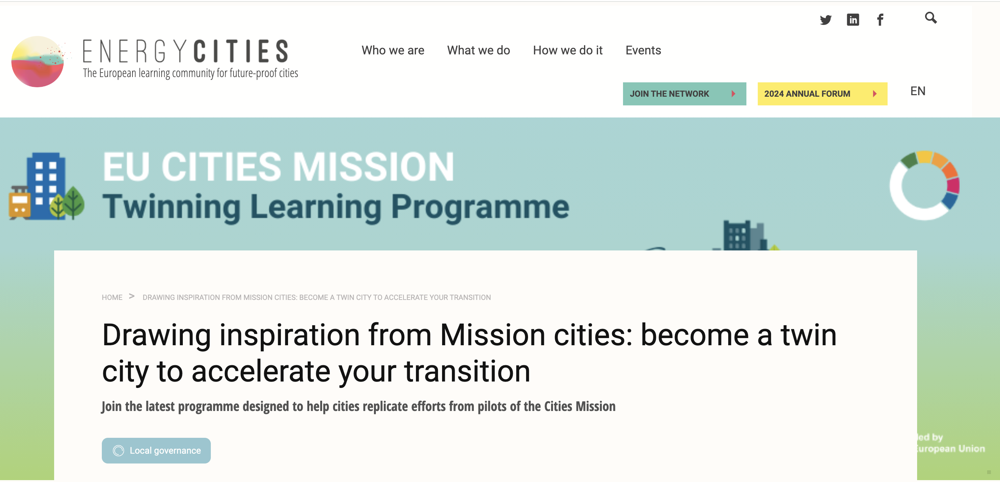 ENERGYCITIES
The European learning community for future-proof cities
Who we are
What we do
How we do it
Events
JOIN THE NETWORK
2024 ANNUAL FORUM
EN
EU CITIES MISSION
Twinning Learning Programme
HOME > DRAWING INSPIRATION FROM MISSION CITIES: BECOME A TWIN CITY TO ACCELERATE YOUR TRANSITION
Drawing inspiration from Mission cities: become a twin
city to accelerate your transition
Join the latest programme designed to help cities replicate efforts from pilots of the Cities Mission
Local governance
by
European Union